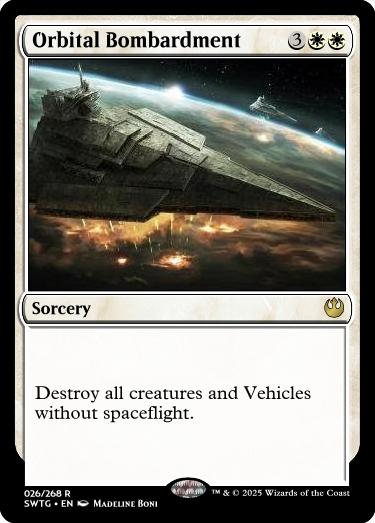 Orbital Bombardment 3
Sorcery
Destroy all creatures and Vehicles
without spaceflight.
026/268 R
SWTG • EN Madeline Boni
™ & © 2025 Wizards of the Coast